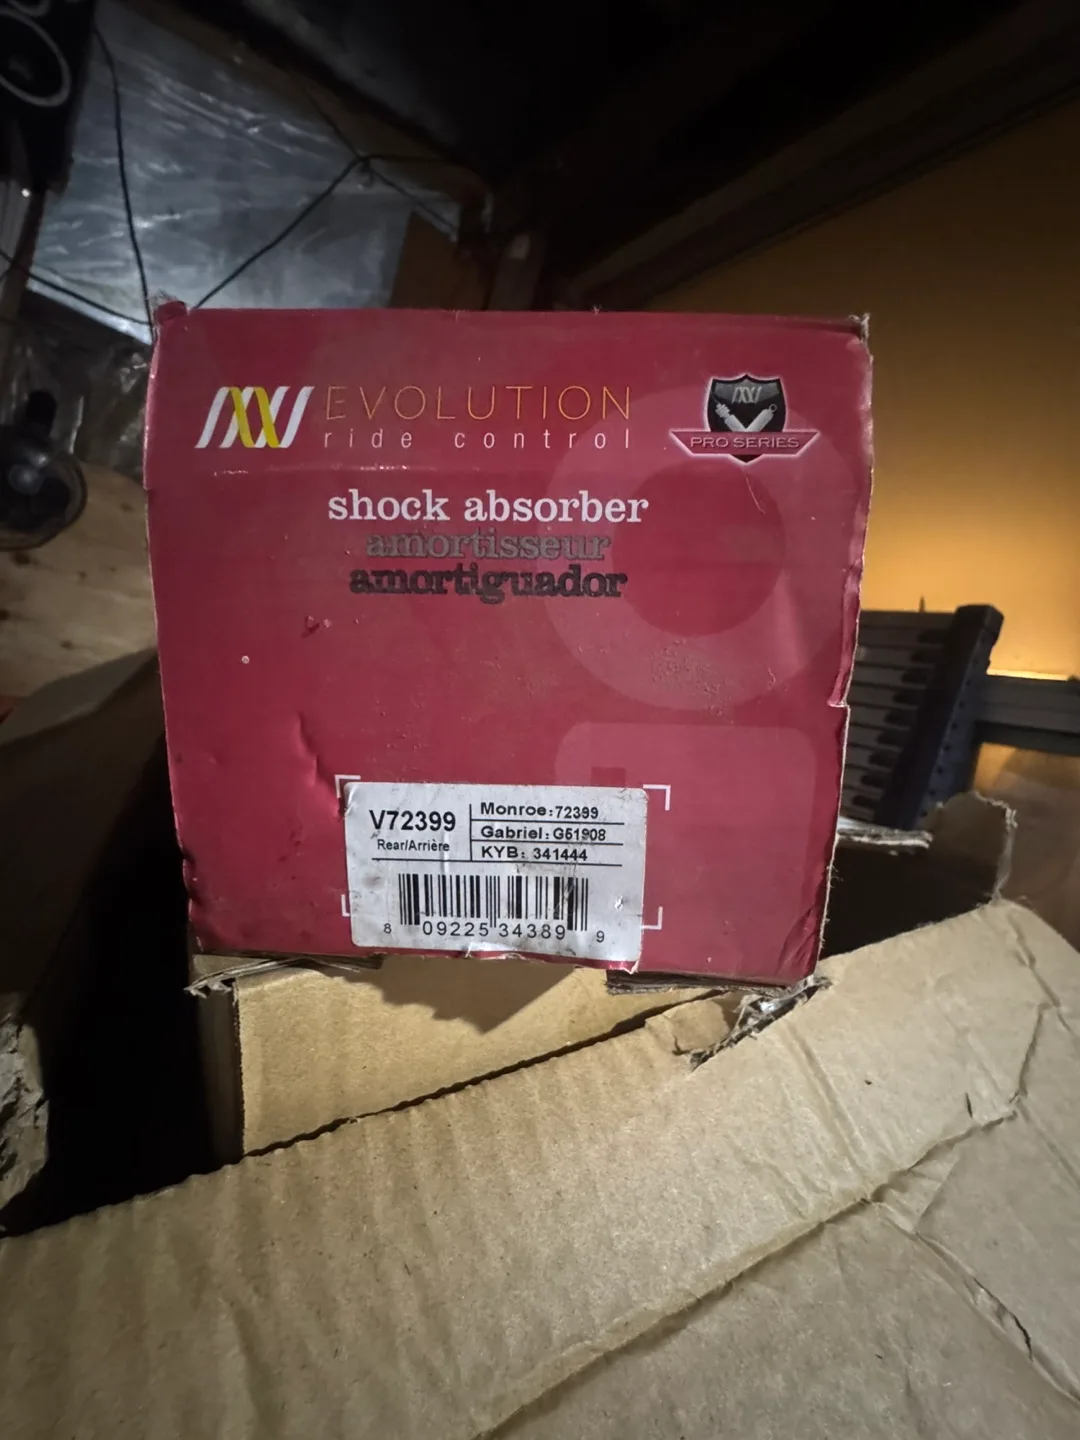 EVOLUTION
ride control
PRO SERIES
shock absorber
amortisseur
amortiguador
V72399
Rear/Arrière
Monroe:72399
Gabriel: G51908
KYB: 341444
8 09225 34389 9